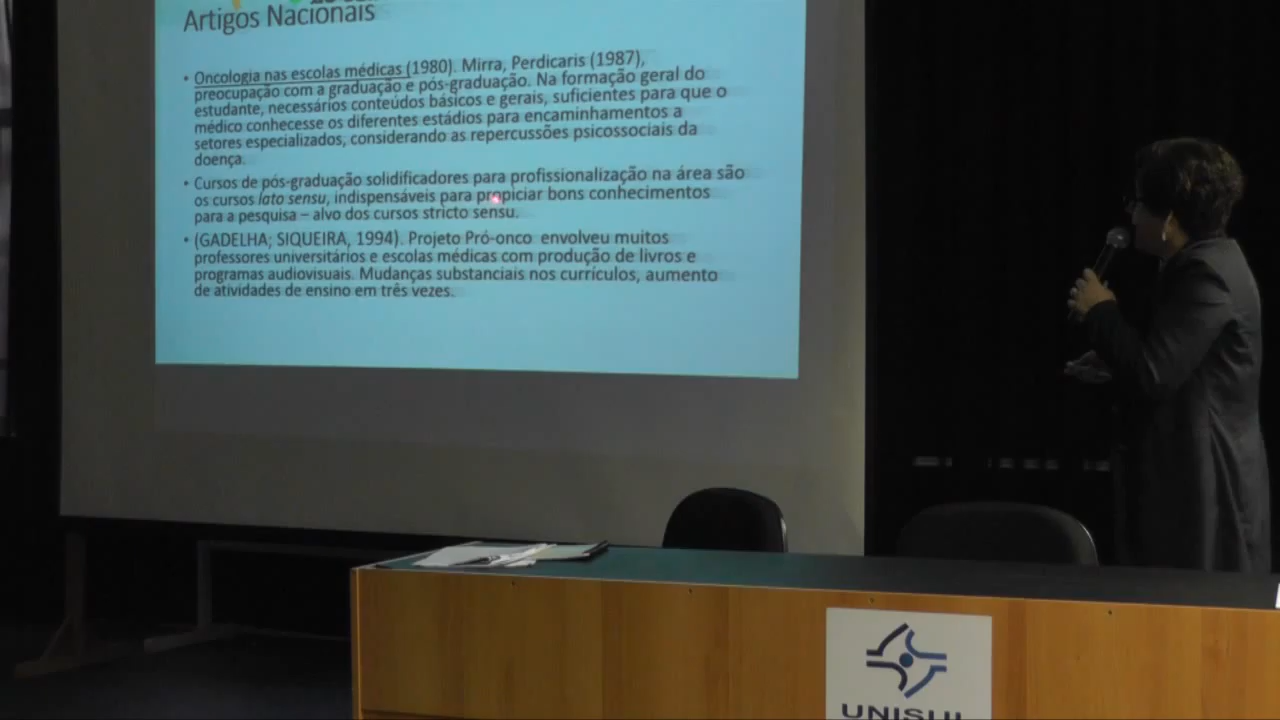 Artigos Nacionais
• Oncologia nas escolas médicas (1980). Mirra, Perdicaris (1987),
preocupação com a graduação e pós-graduação. Na formação geral do
estudante, necessários conteúdos básicos e gerais, suficientes para que o
médico conhecesse os diferentes estádios para encaminhamentos a
setores especializados, considerando as repercussões psicossociais da
doença.
• Cursos de pós-graduação solidificadores para profissionalização na área são
os cursos lato sensu, indispensáveis para propiciar bons conhecimentos
para a pesquisa – alvo dos cursos stricto sensu.
• (GADELHA; SIQUEIRA, 1994). Projeto Pró-onco envolveu muitos
professores universitários e escolas médicas com produção de livros e
programas audiovisuais. Mudanças substanciais nos currículos, aumento
de atividades de ensino em três vezes.
UNISUL